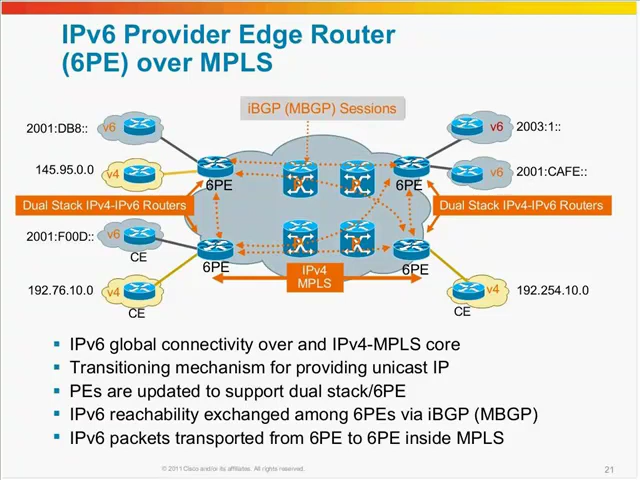 IPv6 Provider Edge Router
(6PE) over MPLS
iBGP (MBGP) Sessions
2001:DB8::
v6
v6
2003:1::
145.95.0.0
v4
6PE
P
P
6PE
v6
2001:CAFE::
Dual Stack IPv4-IPv6 Routers
Dual Stack IPv4-IPv6 Routers
2001:F00D::
v6
CE
6PE
P
P
6PE
IPv4
MPLS
192.76.10.0
v4
CE
v4
192.254.10.0
CE
▪ IPv6 global connectivity over and IPv4-MPLS core
▪ Transitioning mechanism for providing unicast IP
▪ PEs are updated to support dual stack/6PE
▪ IPv6 reachability exchanged among 6PEs via iBGP (MBGP)
▪ IPv6 packets transported from 6PE to 6PE inside MPLS
© 2011 Cisco and/or its affiliates. All rights reserved.
21